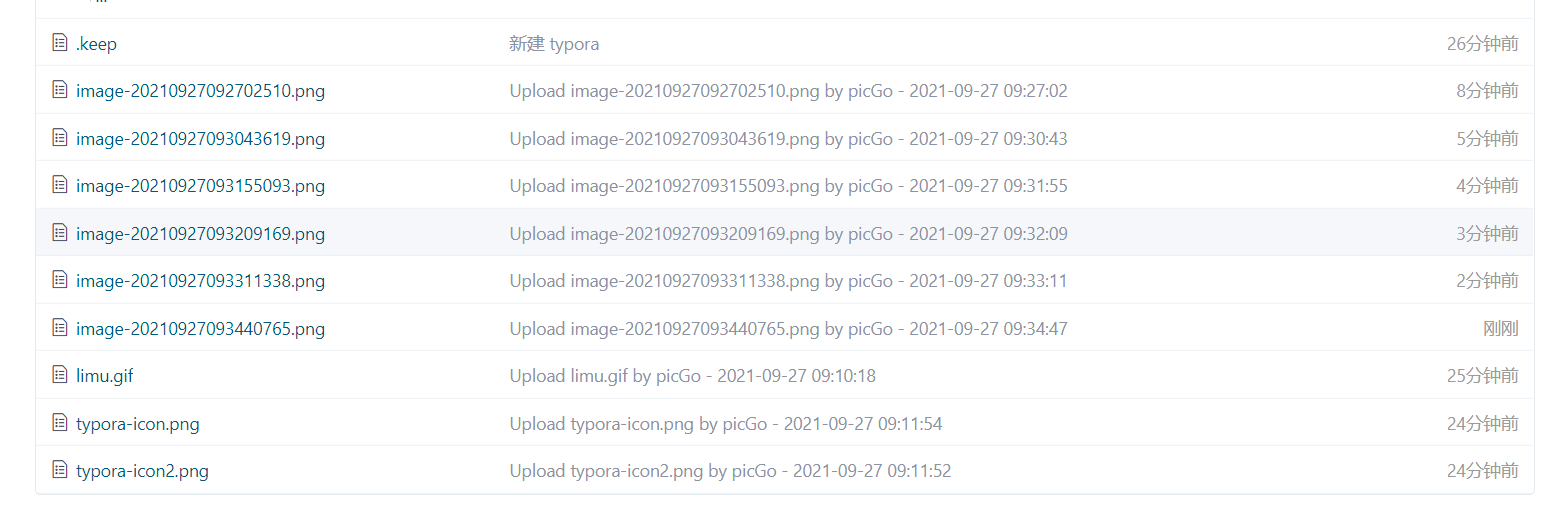 .keep 新建 typora 26分钟前
image-20210927092702510.png Upload image-20210927092702510.png by picGo - 2021-09-27 09:27:02 8分钟前
image-20210927093043619.png Upload image-20210927093043619.png by picGo - 2021-09-27 09:30:43 5分钟前
image-20210927093155093.png Upload image-20210927093155093.png by picGo - 2021-09-27 09:31:55 4分钟前
image-20210927093209169.png Upload image-20210927093209169.png by picGo - 2021-09-27 09:32:09 3分钟前
image-20210927093311338.png Upload image-20210927093311338.png by picGo - 2021-09-27 09:33:11 2分钟前
image-20210927093440765.png Upload image-20210927093440765.png by picGo - 2021-09-27 09:34:47 刚刚
limu.gif Upload limu.gif by picGo - 2021-09-27 09:10:18 25分钟前
typora-icon.png Upload typora-icon.png by picGo - 2021-09-27 09:11:54 24分钟前
typora-icon2.png Upload typora-icon2.png by picGo - 2021-09-27 09:11:52 24分钟前